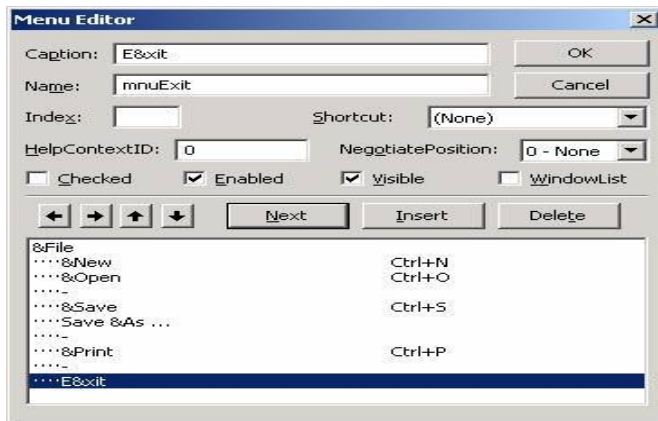 Menu Editor
Caption: E&xit OK
Name: mnuExit Cancel
Index: Shortcut: (None)
HelpContextID: 0 NegotiatePosition: 0 - None
Checked Enabled Visible WindowList
Next Insert Delete
&File
····&New Ctrl+N
····&Open Ctrl+O
····-
····&Save Ctrl+S
····Save &As ...
····-
····&Print Ctrl+P
····-
····E&xit